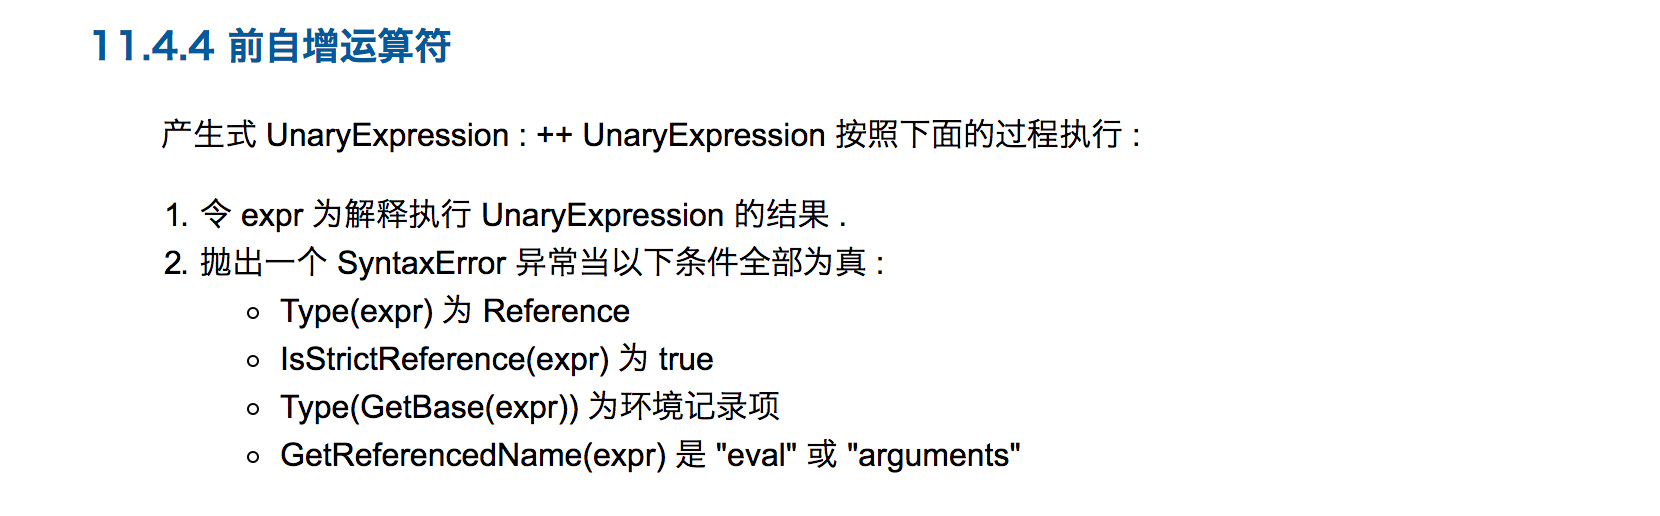 11.4.4 前自增运算符
产生式 UnaryExpression : ++ UnaryExpression 按照下面的过程执行 :
1. 令 expr 为解释执行 UnaryExpression 的结果 .
2. 抛出一个 SyntaxError 异常当以下条件全部为真 :
Type(expr) 为 Reference
IsStrictReference(expr) 为 true
Type(GetBase(expr)) 为环境记录项
GetReferencedName(expr) 是 "eval" 或 "arguments"